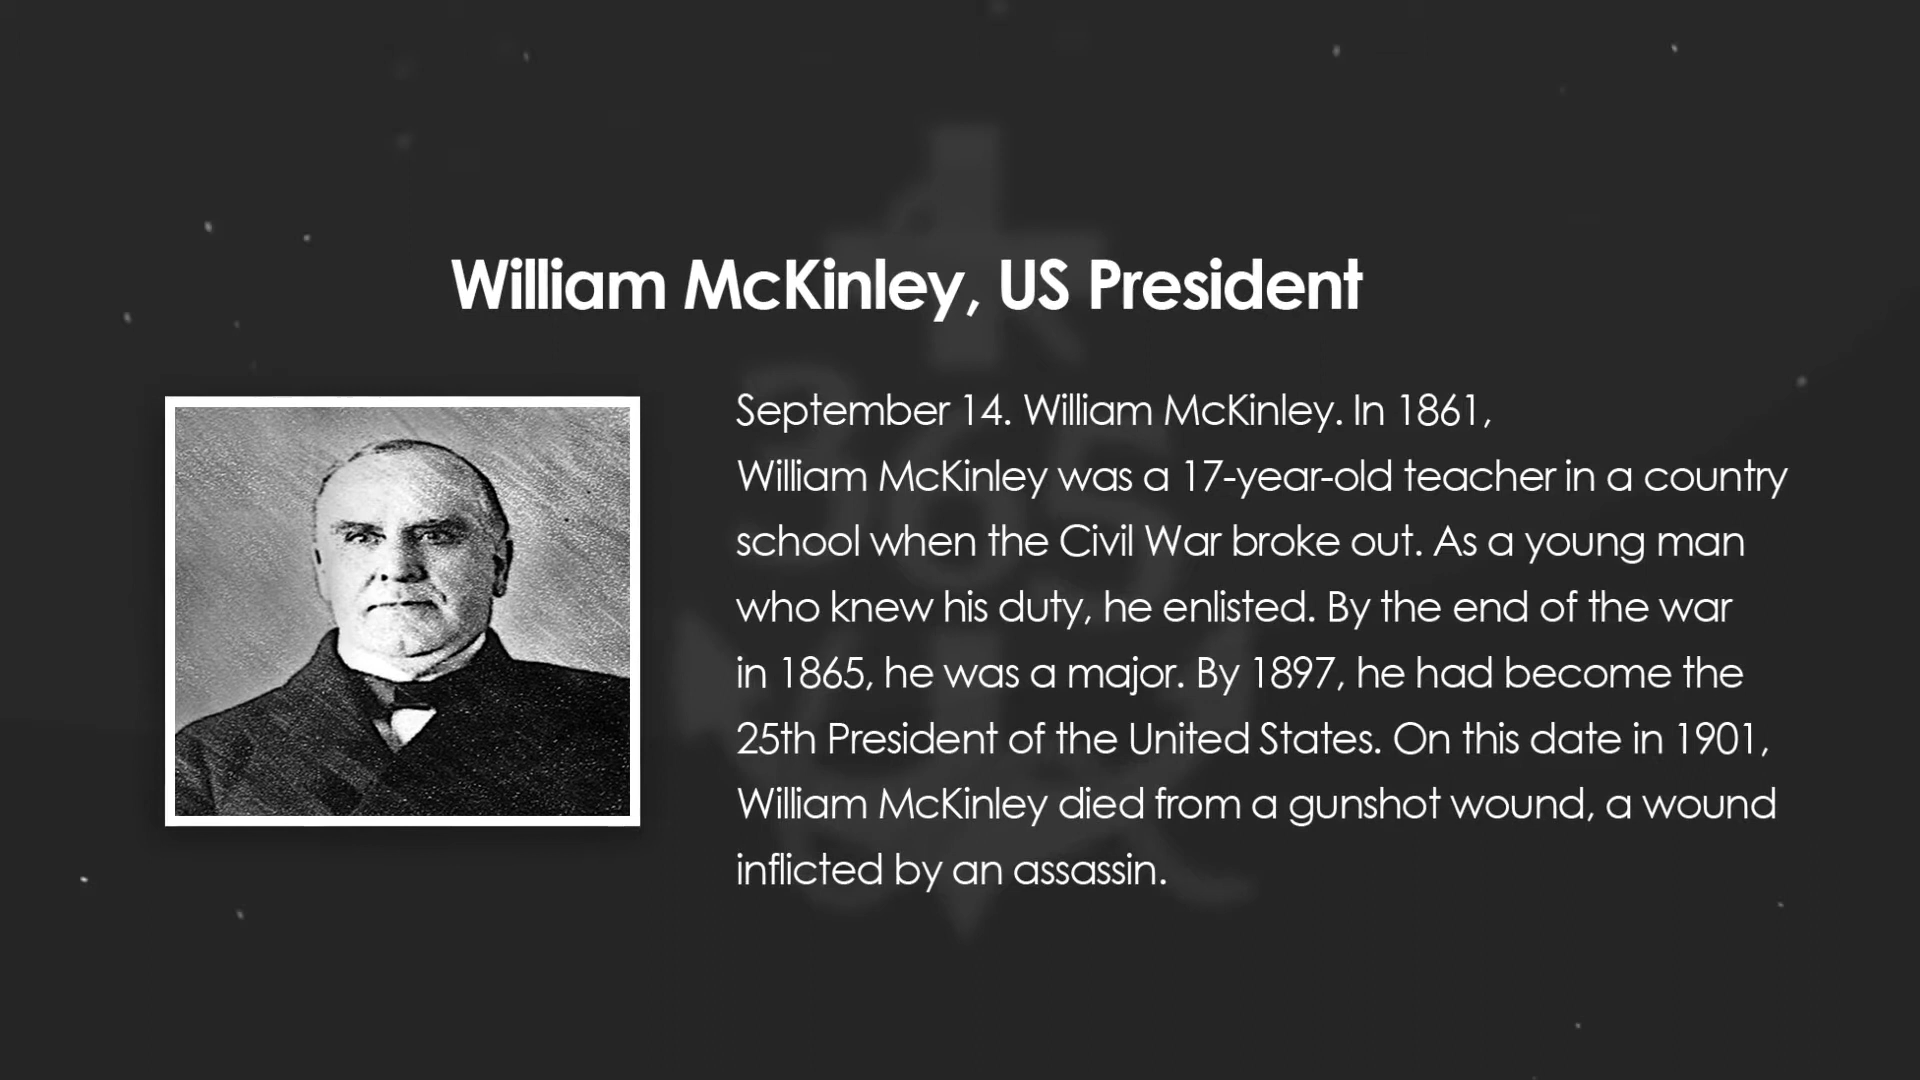 William McKinley, US President
September 14. William McKinley. In 1861,
William McKinley was a 17-year-old teacher in a country
school when the Civil War broke out. As a young man
who knew his duty, he enlisted. By the end of the war
in 1865, he was a major. By 1897, he had become the
25th President of the United States. On this date in 1901,
William McKinley died from a gunshot wound, a wound
inflicted by an assassin.
365